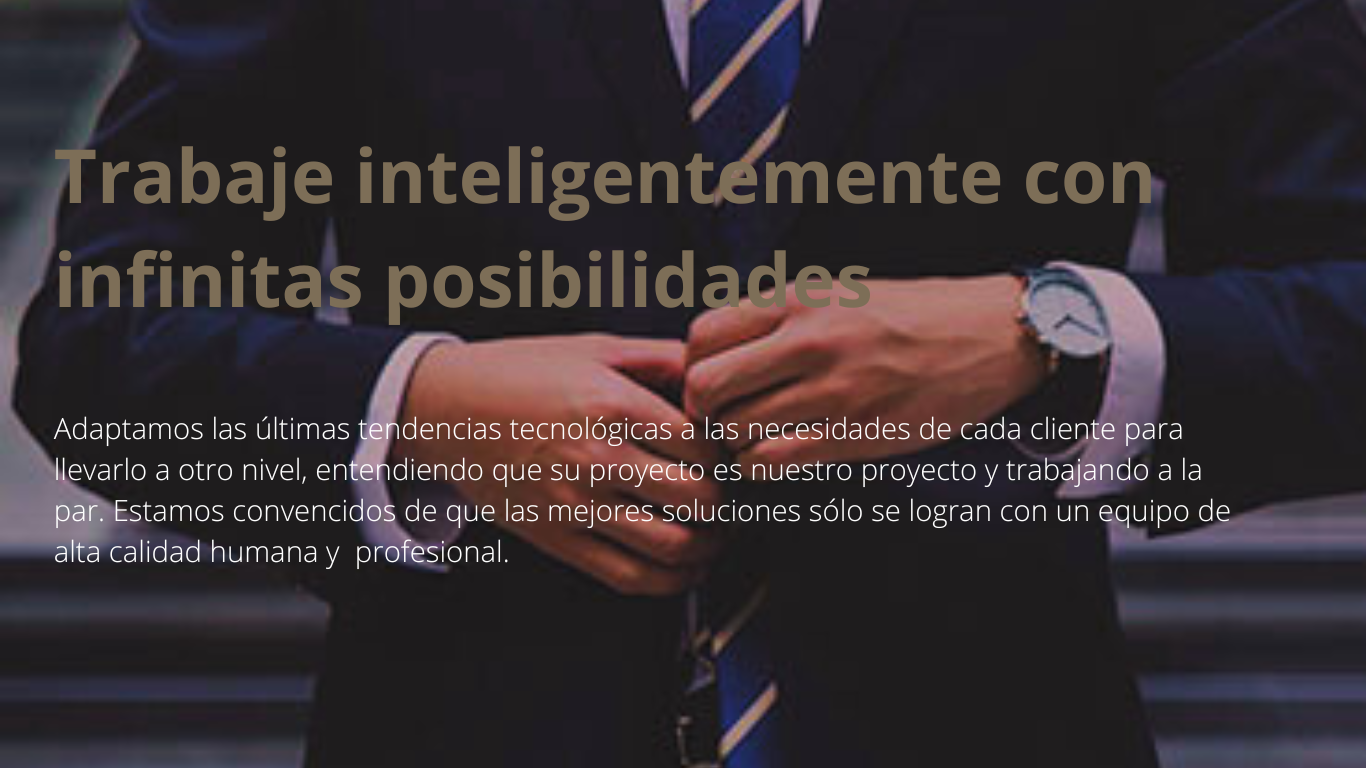 Trabaje inteligentemente con
infinitas posibilidades
Adaptamos las últimas tendencias tecnológicas a las necesidades de cada cliente para
llevarlo a otro nivel, entendiendo que su proyecto es nuestro proyecto y trabajando a la
par. Estamos convencidos de que las mejores soluciones sólo se logran con un equipo de
alta calidad humana y  profesional.